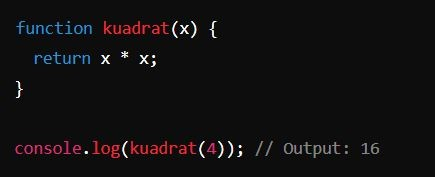 function kuadrat(x) {
  return x * x;
}

console.log(kuadrat(4)); // Output: 16